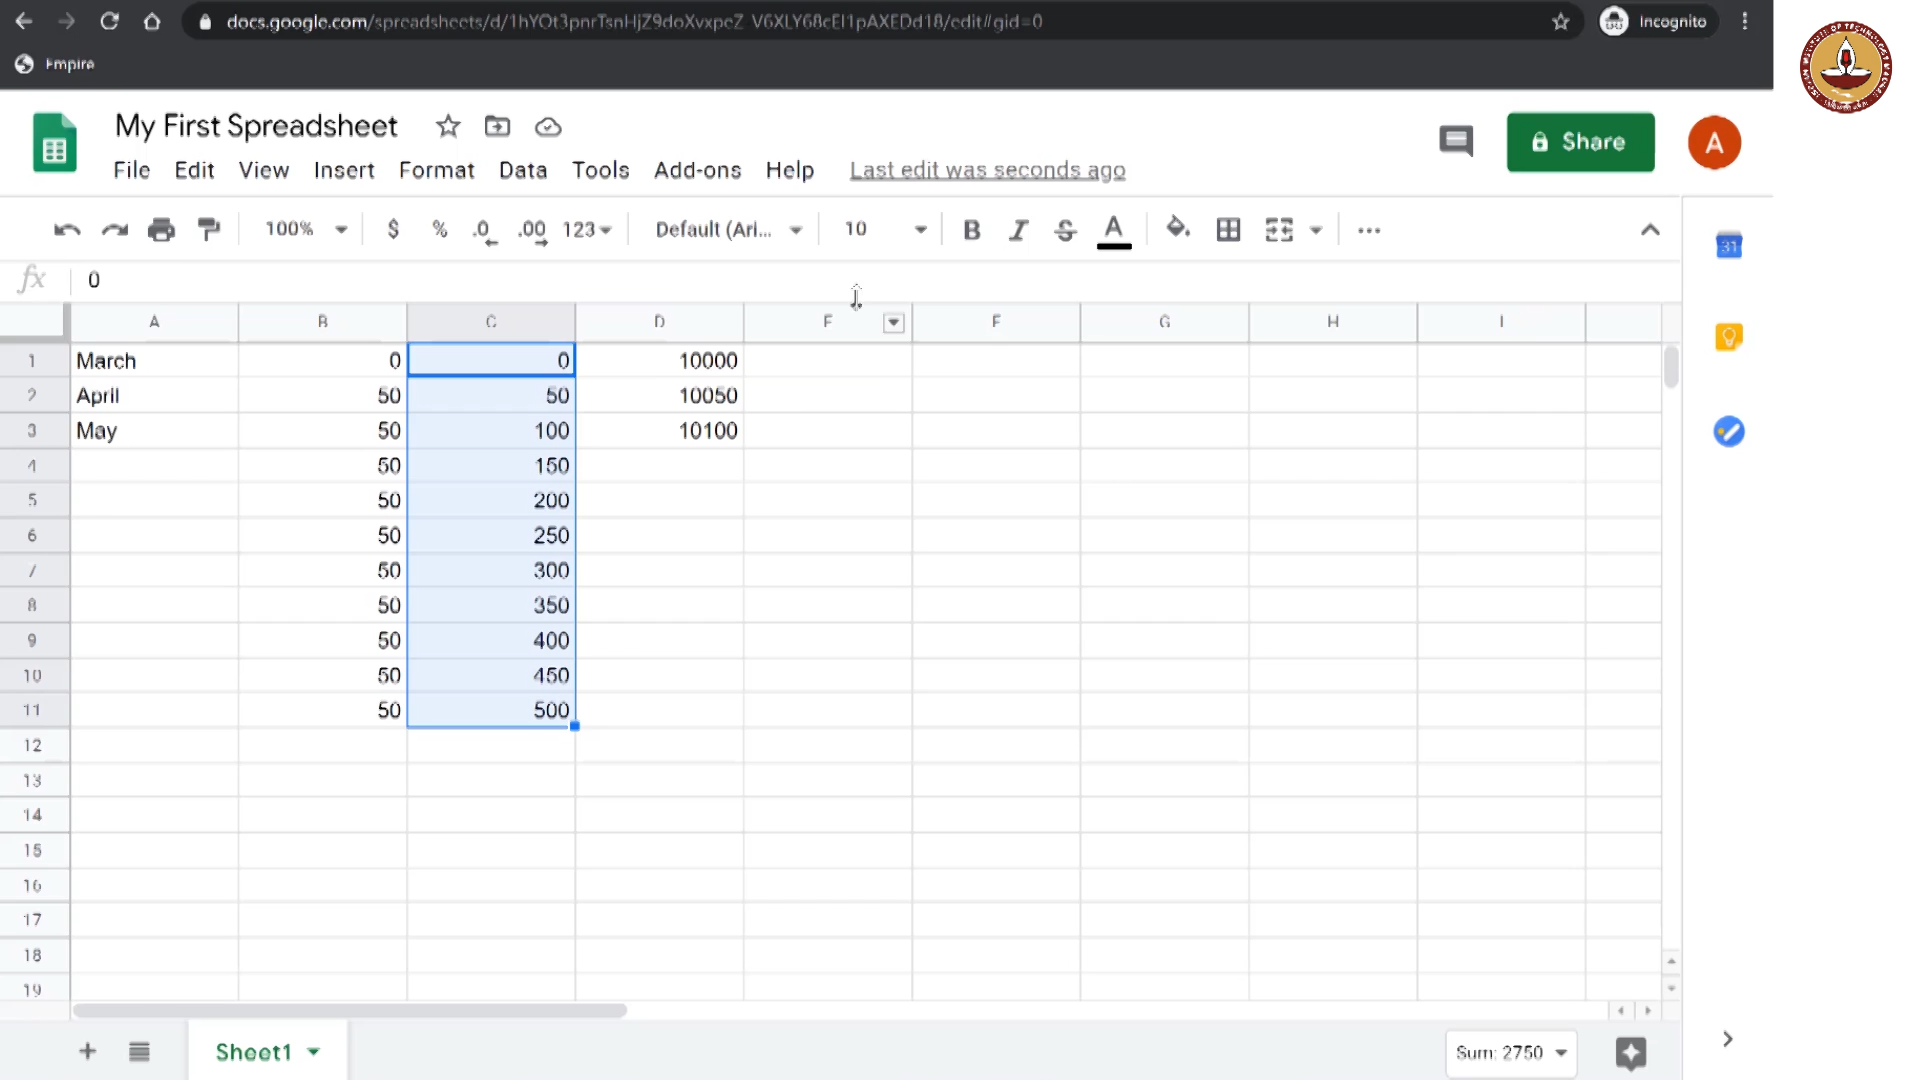 docs.google.com/spreadsheets/d/1hYOt3pnrTsnHjZ9doXvxpeZ_V6XLY68cEI1pAXEDd18/edit#gid=0
Incognito
Empire
My First Spreadsheet
File Edit View Insert Format Data Tools Add-ons Help Last edit was seconds ago
Share
A
100% $ % .0 .00 123 Default (Ari... 10 B I S A
31
fx 0
A B C D E F G H I
1 March 0 0 10000
2 April 50 50 10050
3 May 50 100 10100
4 50 150
5 50 200
6 50 250
7 50 300
8 50 350
9 50 400
10 50 450
11 50 500
12
13
14
15
16
17
18
19
Sheet1
Sum: 2750